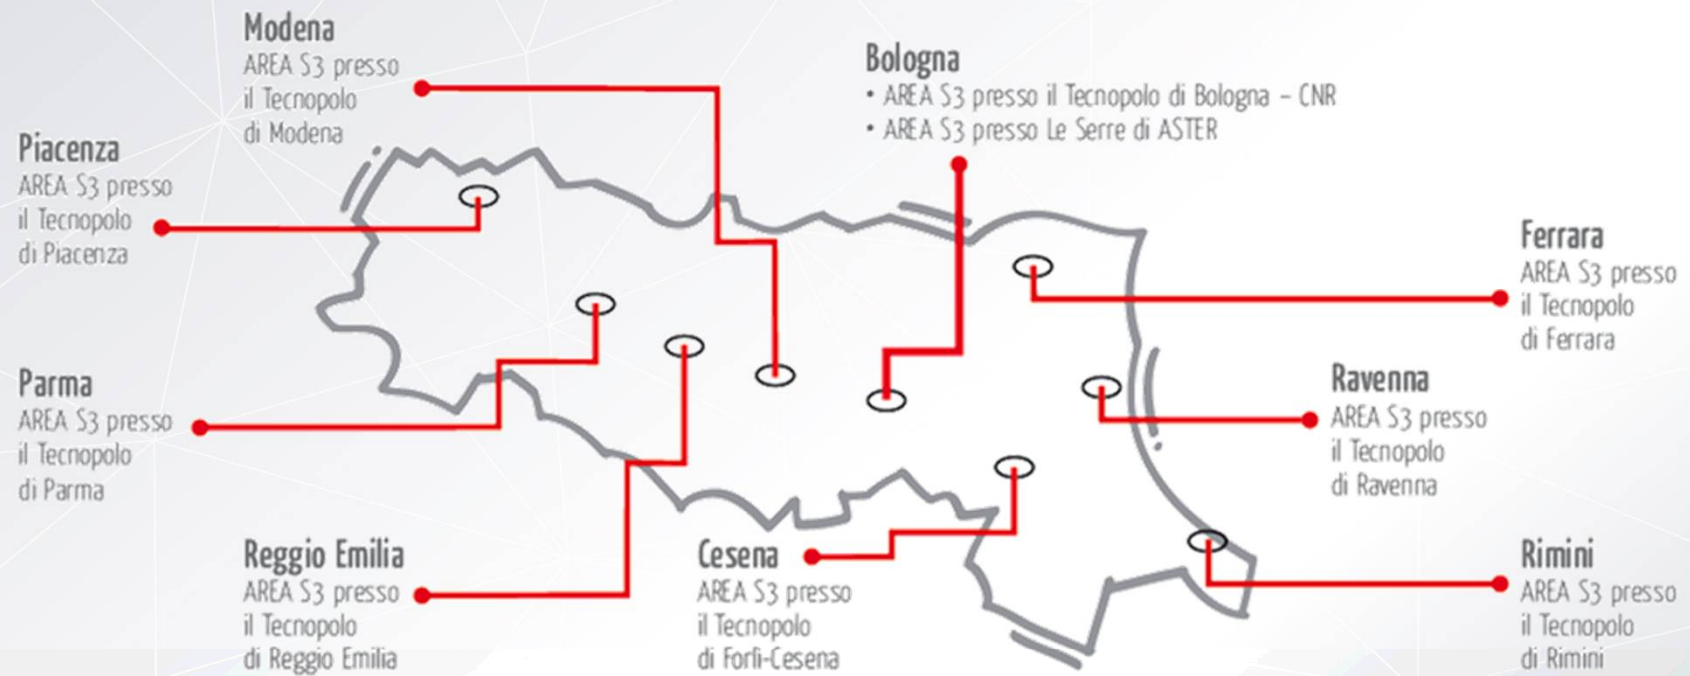 Modena
AREA S3 presso
il Tecnopolo
di Modena
Bologna
• AREA S3 presso il Tecnopolo di Bologna – CNR
• AREA S3 presso Le Serre di ASTER
Piacenza
AREA S3 presso
il Tecnopolo
di Piacenza
Ferrara
AREA S3 presso
il Tecnopolo
di Ferrara
Parma
AREA S3 presso
il Tecnopolo
di Parma
Ravenna
AREA S3 presso
il Tecnopolo
di Ravenna
Reggio Emilia
AREA S3 presso
il Tecnopolo
di Reggio Emilia
Cesena
AREA S3 presso
il Tecnopolo
di Forlì-Cesena
Rimini
AREA S3 presso
il Tecnopolo
di Rimini